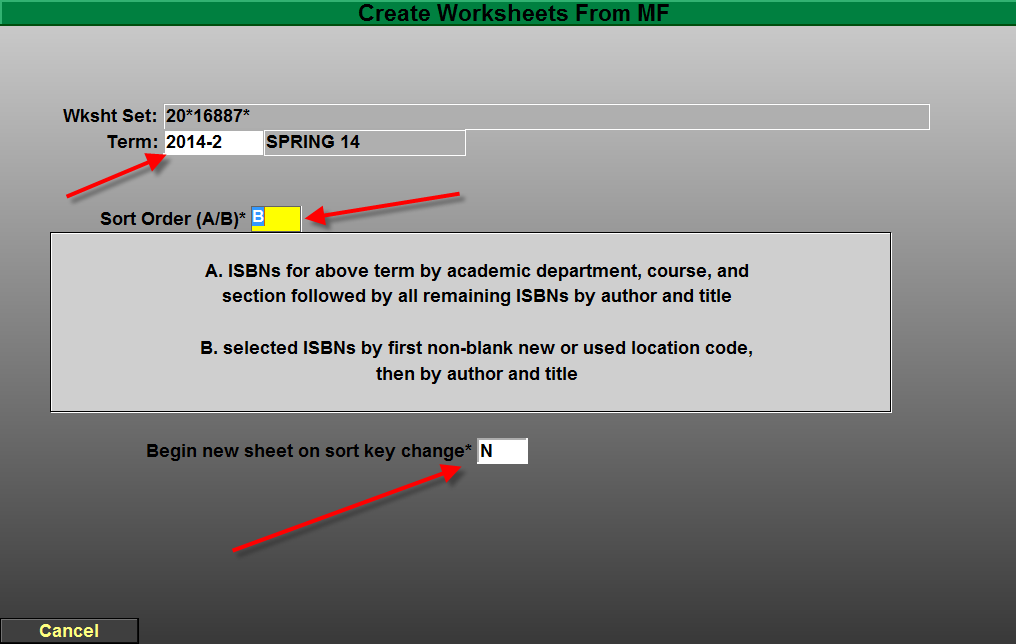 Create Worksheets From MF
Wksht Set: 20*16887*
Term: 2014-2 SPRING 14
Sort Order (A/B)* B
A. ISBNs for above term by academic department, course, and
section followed by all remaining ISBNs by author and title
B. selected ISBNs by first non-blank new or used location code,
then by author and title
Begin new sheet on sort key change* N
Cancel